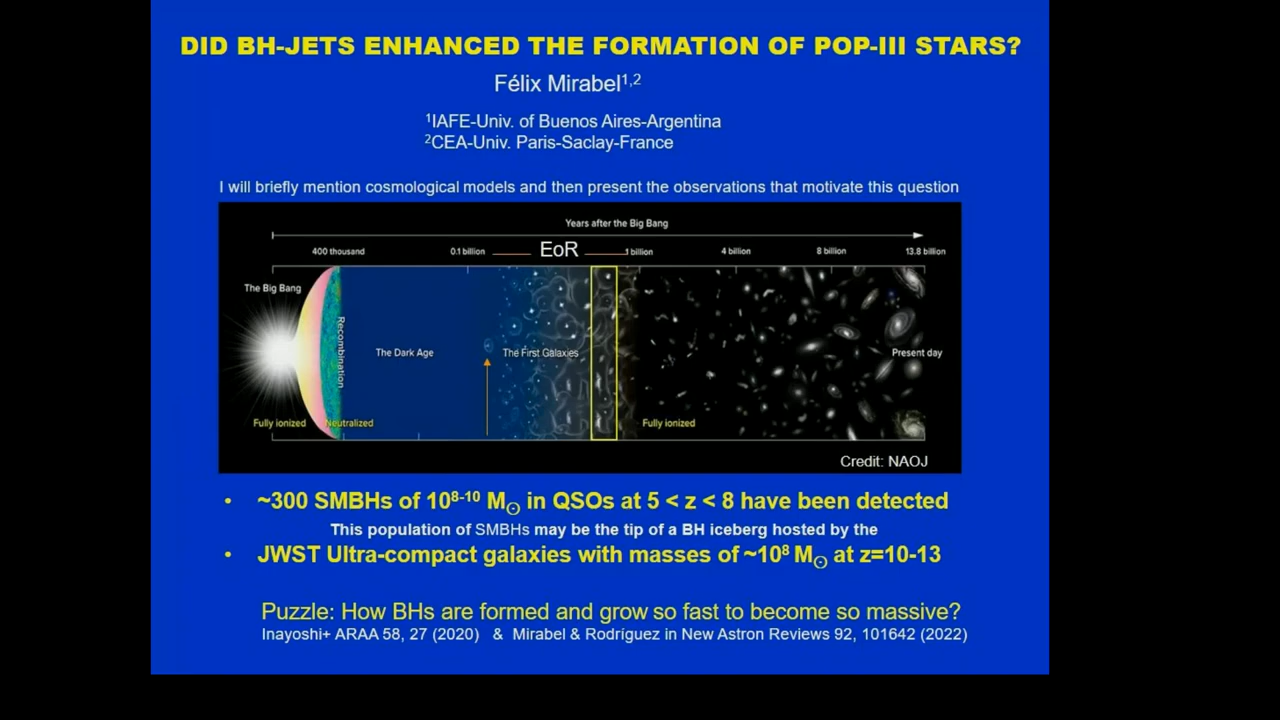 DID BH-JETS ENHANCED THE FORMATION OF POP-III STARS?
Félix Mirabel1,2
1IAFE-Univ. of Buenos Aires-Argentina
2CEA-Univ. Paris-Saclay-France
I will briefly mention cosmological models and then present the observations that motivate this question
Years after the Big Bang
400 thousand 0.1 billion EoR 1 billion 4 billion 8 billion 13.8 billion
The Big Bang
Recombination
The Dark Age
The First Galaxies
Present day
Fully ionized
Neutralized
Fully ionized
Credit: NAOJ
• ~300 SMBHs of 10^8-10 M⊙ in QSOs at 5 < z < 8 have been detected
This population of SMBHs may be the tip of a BH iceberg hosted by the
• JWST Ultra-compact galaxies with masses of ~10^8 M⊙ at z=10-13
Puzzle: How BHs are formed and grow so fast to become so massive?
Inayoshi+ ARAA 58, 27 (2020) & Mirabel & Rodríguez in New Astron Reviews 92, 101642 (2022)